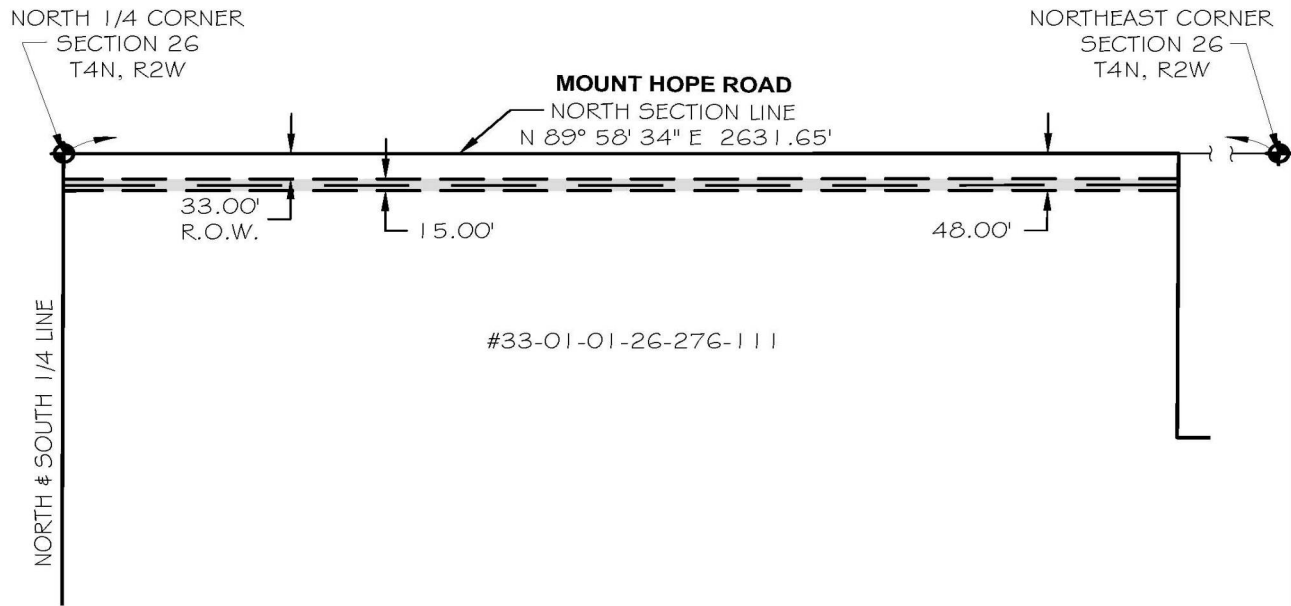 NORTH 1/4 CORNER
SECTION 26
T4N, R2W
NORTHEAST CORNER
SECTION 26
T4N, R2W
MOUNT HOPE ROAD
NORTH SECTION LINE
N 89° 58' 34" E 2631.65'
33.00'
R.O.W.
15.00'
48.00'
#33-01-01-26-276-111
NORTH & SOUTH 1/4 LINE